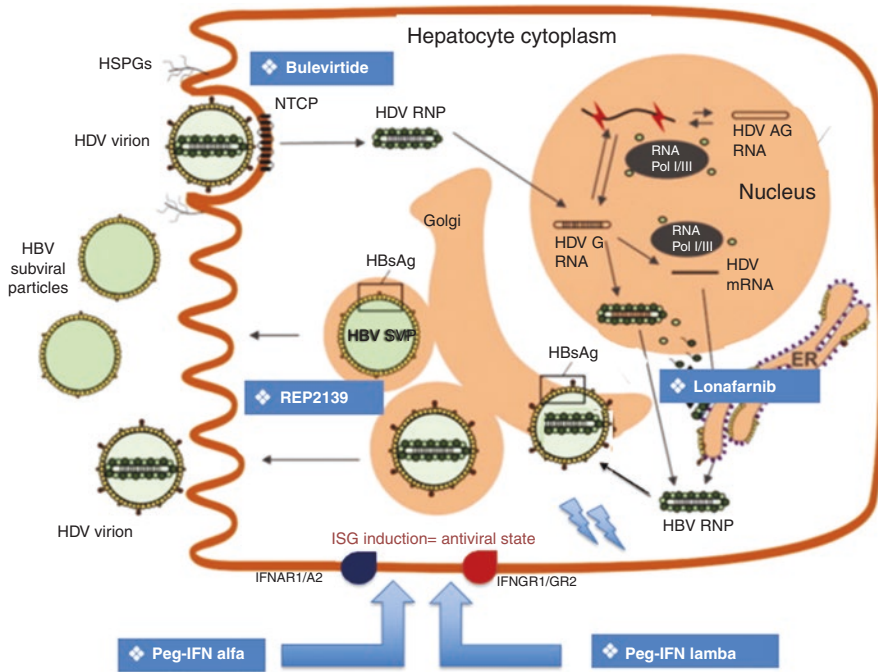 Hepatocyte cytoplasm
HSPGs
❖ Bulevirtide
NTCP
HDV virion
HDV RNP
HDV AG
RNA
RNA
Pol I/III
Nucleus
Golgi
HDV G
RNA
RNA
Pol I/III
HDV
mRNA
HBV
subviral
particles
HBsAg
HBV SVP
HBsAg
ER
❖ REP2139
❖ Lonafarnib
HDV virion
HBV RNP
ISG induction= antiviral state
IFNAR1/A2
IFNGR1/GR2
❖ Peg-IFN alfa
❖ Peg-IFN lamba